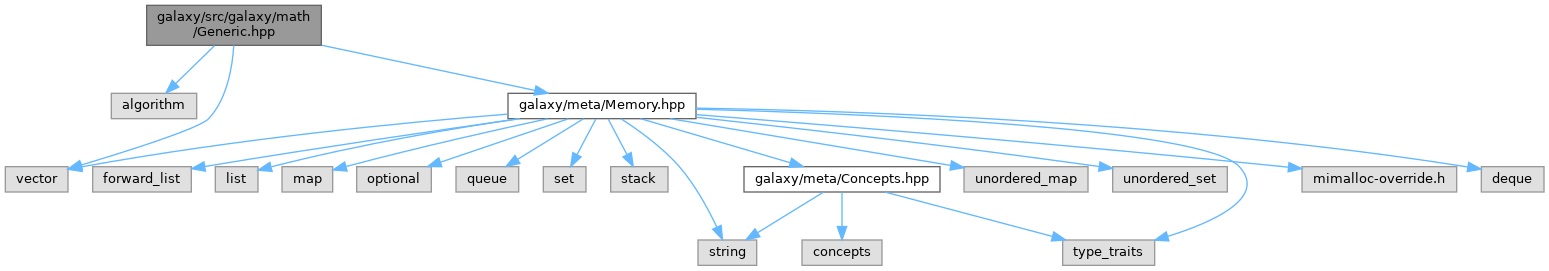 galaxy/src/galaxy/math
/Generic.hpp
algorithm
galaxy/meta/Memory.hpp
vector
forward_list
list
map
optional
queue
set
stack
galaxy/meta/Concepts.hpp
unordered_map
unordered_set
mimalloc-override.h
deque
string
concepts
type_traits